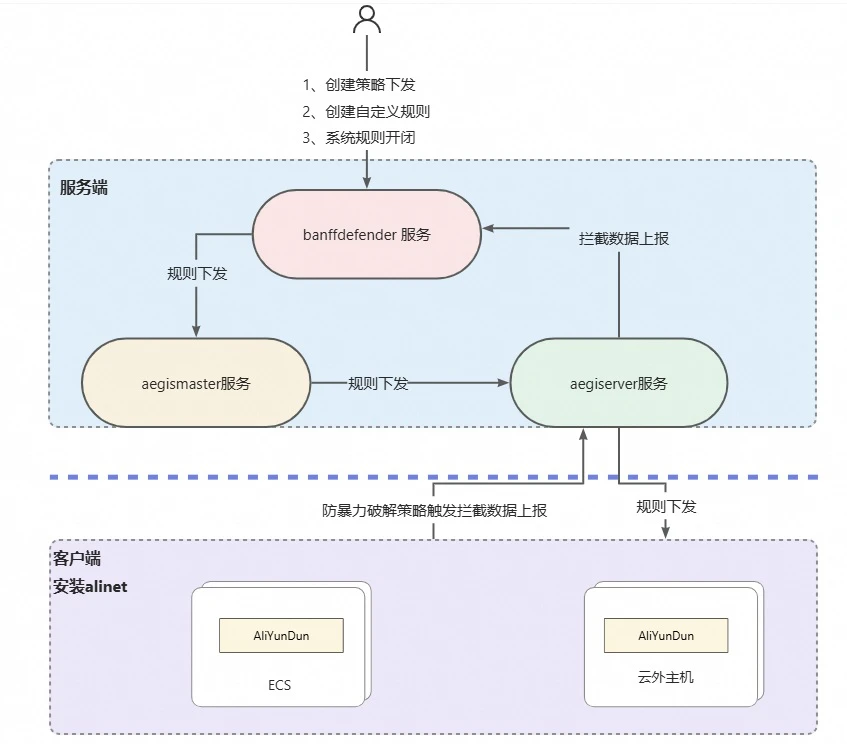 1、创建策略下发
2、创建自定义规则
3、系统规则开闭
服务端
banffdefender 服务
拦截数据上报
规则下发
aegismaster服务
规则下发
aegiserver服务
防暴力破解策略触发拦截数据上报
规则下发
客户端
安装alinet
AliYunDun
ECS
AliYunDun
云外主机